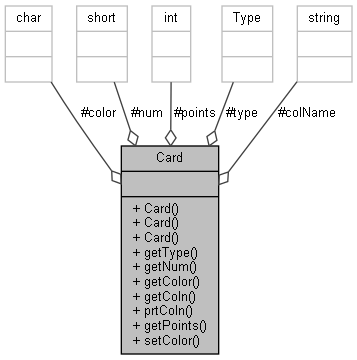 char
short
int
Type
string
#color
#num
#points
#type
#colName
Card
+ Card()
+ Card()
+ Card()
+ getType()
+ getNum()
+ getColor()
+ getColn()
+ prtColn()
+ getPoints()
+ setColor()